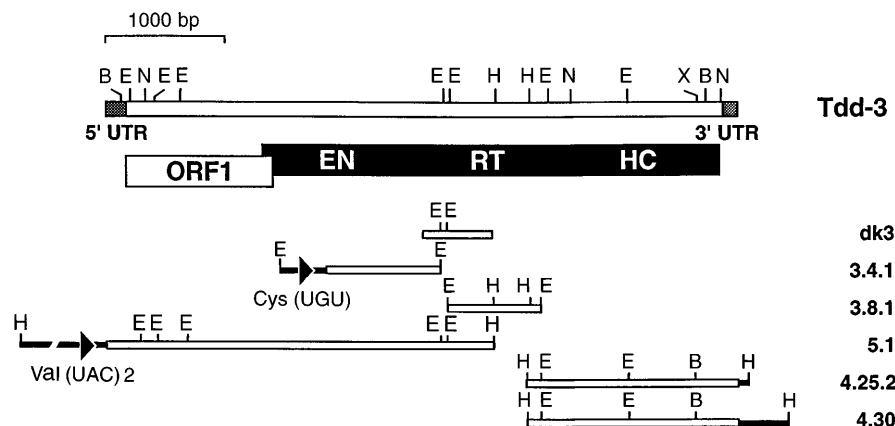 1000 bp
B E N E E E E H H E N E X B N
Tdd-3
5' UTR 3' UTR
ORF1 EN RT HC
E E
dk3
E E
3.4.1
Cys (UGU)
E H H E
3.8.1
H E E E E E H
5.1
Val (UAC) 2
H E E B H
4.25.2
H E E B H
4.30